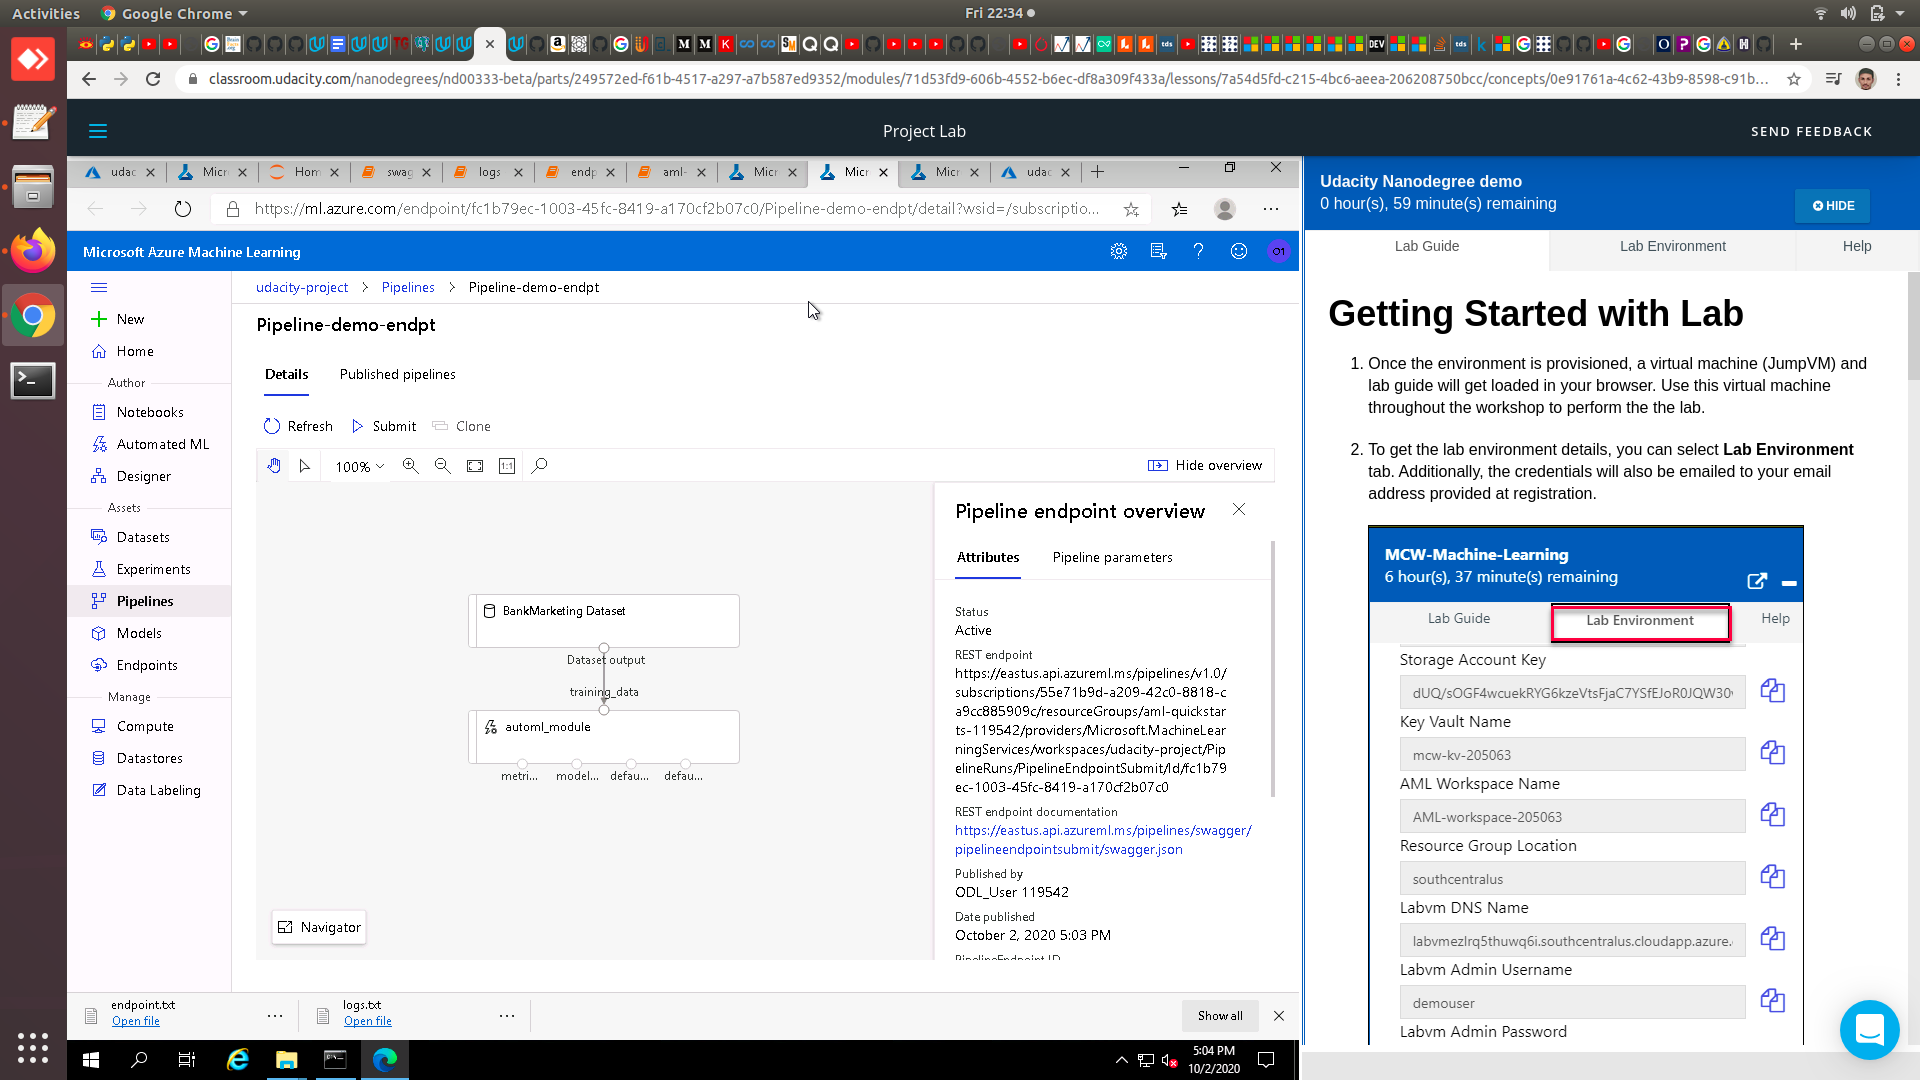 Activities
Google Chrome
Fri 22:34
classroom.udacity.com/nanodegrees/nd00333-beta/parts/249572ed-f61b-4517-a297-a7b587ed9352/modules/71d53fd9-606b-4552-b6ec-df8a309f433a/lessons/7a54d5fd-c215-4bc6-aeea-206208750bcc/concepts/0e91761a-4c62-43b9-8598-c91b...
Project Lab
SEND FEEDBACK
udac
Micr
Hom
swag
logs
endp
aml-
Micr
Micr
Micr
udac
https://ml.azure.com/endpoint/fc1b79ec-1003-45fc-8419-a170cf2b07c0/Pipeline-demo-endpt/detail?wsid=/subscriptio...
Microsoft Azure Machine Learning
O1
New
Home
Author
Notebooks
Automated ML
Designer
Assets
Datasets
Experiments
Pipelines
Models
Endpoints
Manage
Compute
Datastores
Data Labeling
udacity-project > Pipelines > Pipeline-demo-endpt
Pipeline-demo-endpt
Details
Published pipelines
Refresh
Submit
Clone
100%
1:1
Hide overview
BankMarketing Dataset
Dataset output
training_data
automl_module
metri...
model...
defau...
defau...
Navigator
Pipeline endpoint overview
Attributes
Pipeline parameters
Status
Active
REST endpoint
https://eastus.api.azureml.ms/pipelines/v1.0/
subscriptions/55e71b9d-a209-42c0-8818-c
a9cc885909c/resourceGroups/aml-quickstar
ts-119542/providers/Microsoft.MachineLear
ningServices/workspaces/udacity-project/Pip
elineRuns/PipelineEndpointSubmit/Id/fc1b79
ec-1003-45fc-8419-a170cf2b07c0
REST endpoint documentation
https://eastus.api.azureml.ms/pipelines/swagger/
pipelineendpointsubmit/swagger.json
Published by
ODL_User 119542
Date published
October 2, 2020 5:03 PM
PipelineEndpoint ID
endpoint.txt
Open file
logs.txt
Open file
Show all
5:04 PM
10/2/2020
Udacity Nanodegree demo
0 hour(s), 59 minute(s) remaining
HIDE
Lab Guide
Lab Environment
Help
Getting Started with Lab
1. Once the environment is provisioned, a virtual machine (JumpVM) and
lab guide will get loaded in your browser. Use this virtual machine
throughout the workshop to perform the the lab.
2. To get the lab environment details, you can select Lab Environment
tab. Additionally, the credentials will also be emailed to your email
address provided at registration.
MCW-Machine-Learning
6 hour(s), 37 minute(s) remaining
Lab Guide
Lab Environment
Help
Storage Account Key
dUQ/sOGF4wcuekRYG6kzeVtsFjaC7YSfEJoR0JQW30
Key Vault Name
mcw-kv-205063
AML Workspace Name
AML-workspace-205063
Resource Group Location
southcentralus
Labvm DNS Name
labvmezlrq5thuwq6i.southcentralus.cloudapp.azure.
Labvm Admin Username
demouser
Labvm Admin Password